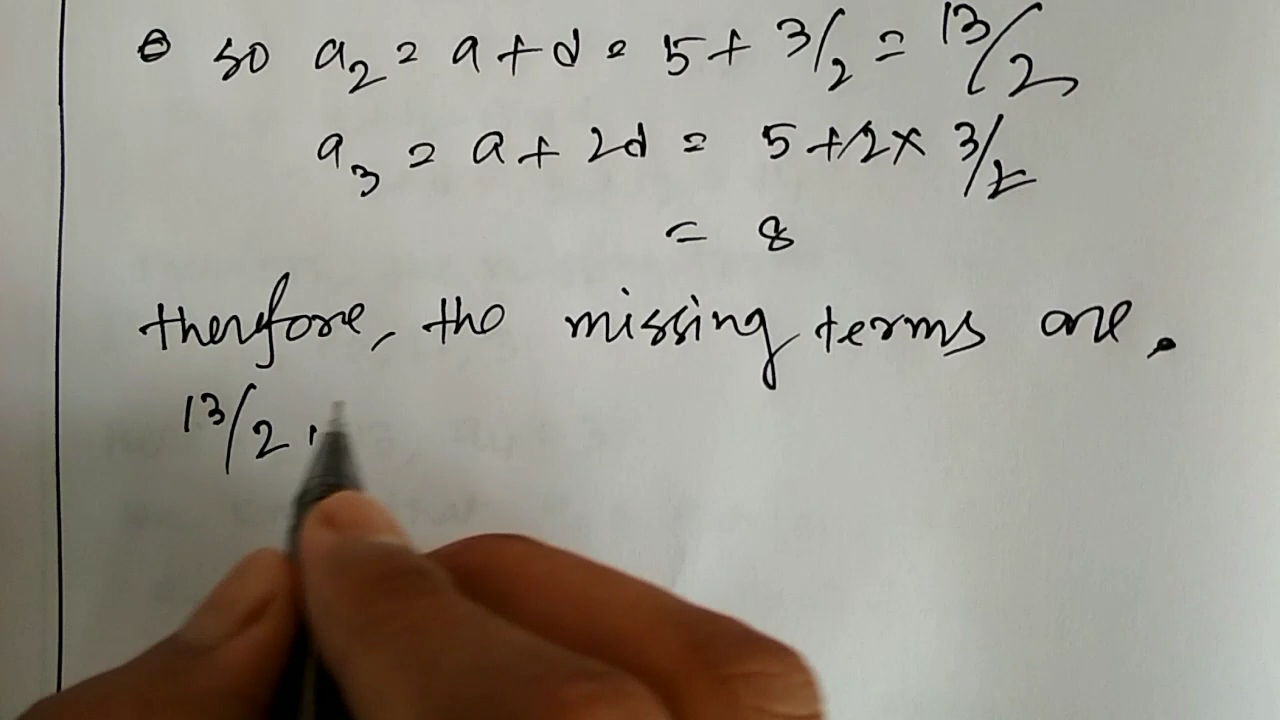 so a₂ = a + d = 5 + 3/2 = 13/2
a₃ = a + 2d = 5 + 2 x 3/2
= 8
therefore, the missing terms are.
13/2,